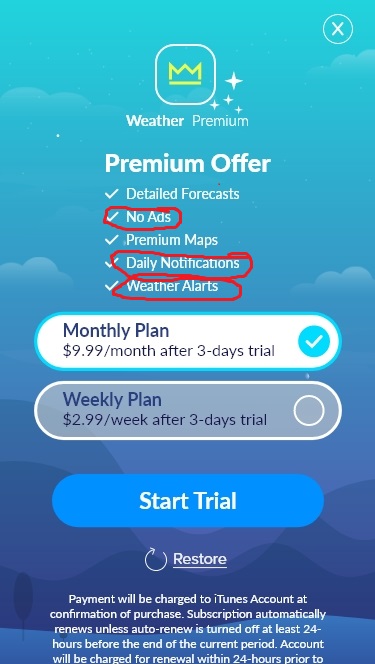 X
Weather Premium
Premium Offer
Detailed Forecasts
No Ads
Premium Maps
Daily Notifications
Weather Alarts
Monthly Plan
$9.99/month after 3-days trial
Weekly Plan
$2.99/week after 3-days trial
Start Trial
Restore
Payment will be charged to iTunes Account at
confirmation of purchase. Subscription automatically
renews unless auto-renew is turned off at least 24-
hours before the end of the current period. Account
will be charged for renewal within 24-hours prior to